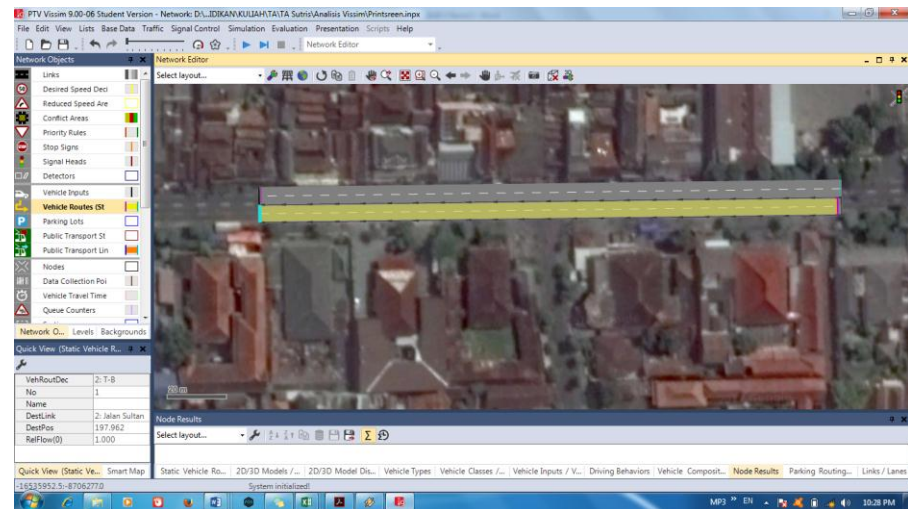 PTV Vissim 9.00-06 Student Version - Network: D:\...IDIKAN\KULIAH\TA\TA Sutris\Analisis Vissim\Printsreen.inpx
File Edit View Lists Base Data Traffic Signal Control Simulation Evaluation Presentation Scripts Help
Network Editor
Network Objects
Network Editor
Select layout...
Links
Desired Speed Deci
Reduced Speed Are
Conflict Areas
Priority Rules
Stop Signs
Signal Heads
Detectors
Vehicle Inputs
Vehicle Routes (St
Parking Lots
Public Transport St
Public Transport Lin
Nodes
Data Collection Poi
Vehicle Travel Time
Queue Counters
Network O... Levels Backgrounds
Quick View (Static Vehicle R...
VehRoutDec 2: T-B
No 1
Name
DestLink 2: Jalan Sultan
DestPos 197.962
RelFlow(0) 1.000
Quick View (Static Ve... Smart Map
20 m
Node Results
Select layout...
Static Vehicle Ro... 2D/3D Models /... 2D/3D Model Dis... Vehicle Types Vehicle Classes /... Vehicle Inputs / V... Driving Behaviors Vehicle Composit... Node Results Parking Routing... Links / Lanes
-16535952.5:-8706277.0 System initialized!
MP3 EN 10:28 PM